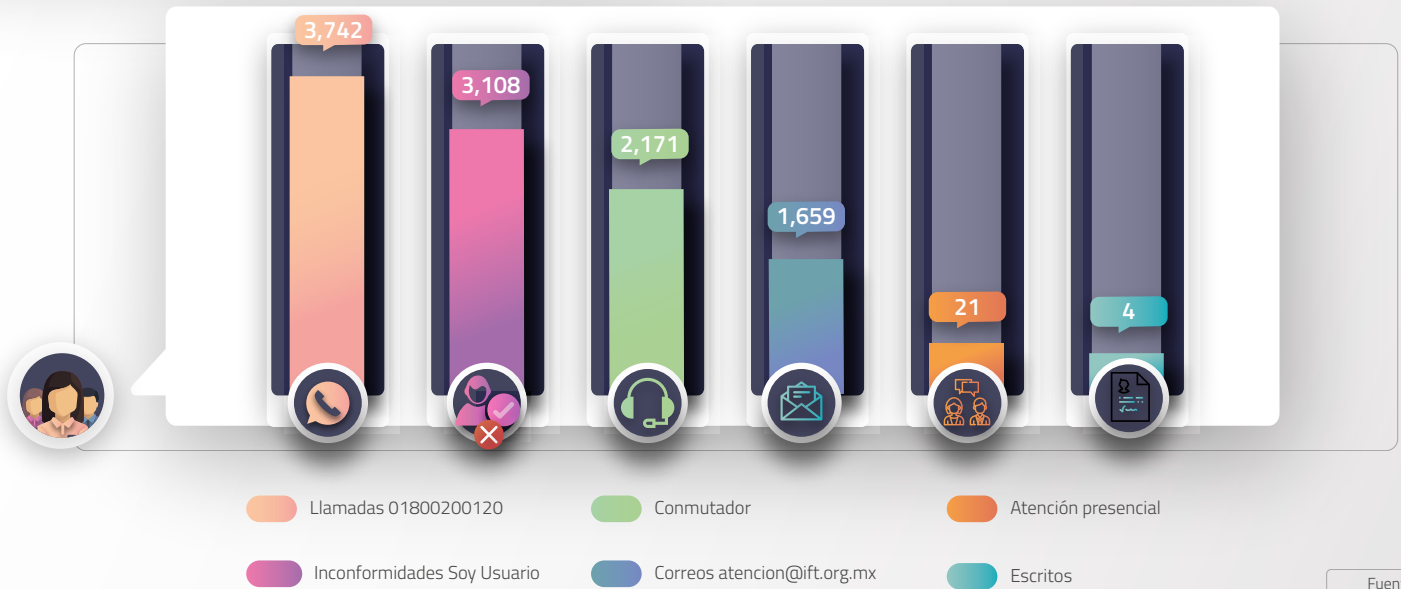 3,742
3,108
2,171
1,659
21
4
Llamadas 01800200120
Conmutador
Atención presencial
Inconformidades Soy Usuario
Correos atencion@ift.org.mx
Escritos